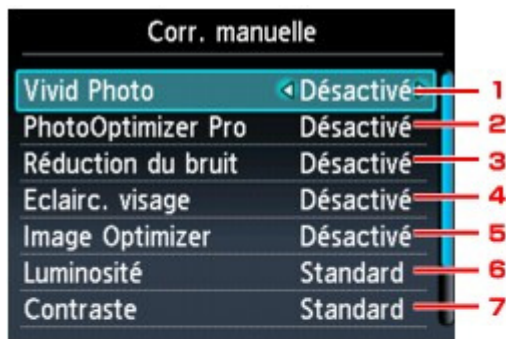 Corr. manuelle
Vivid Photo Désactivé 1
PhotoOptimizer Pro Désactivé 2
Réduction du bruit Désactivé 3
Eclairc. visage Désactivé 4
Image Optimizer Désactivé 5
Luminosité Standard 6
Contraste Standard 7